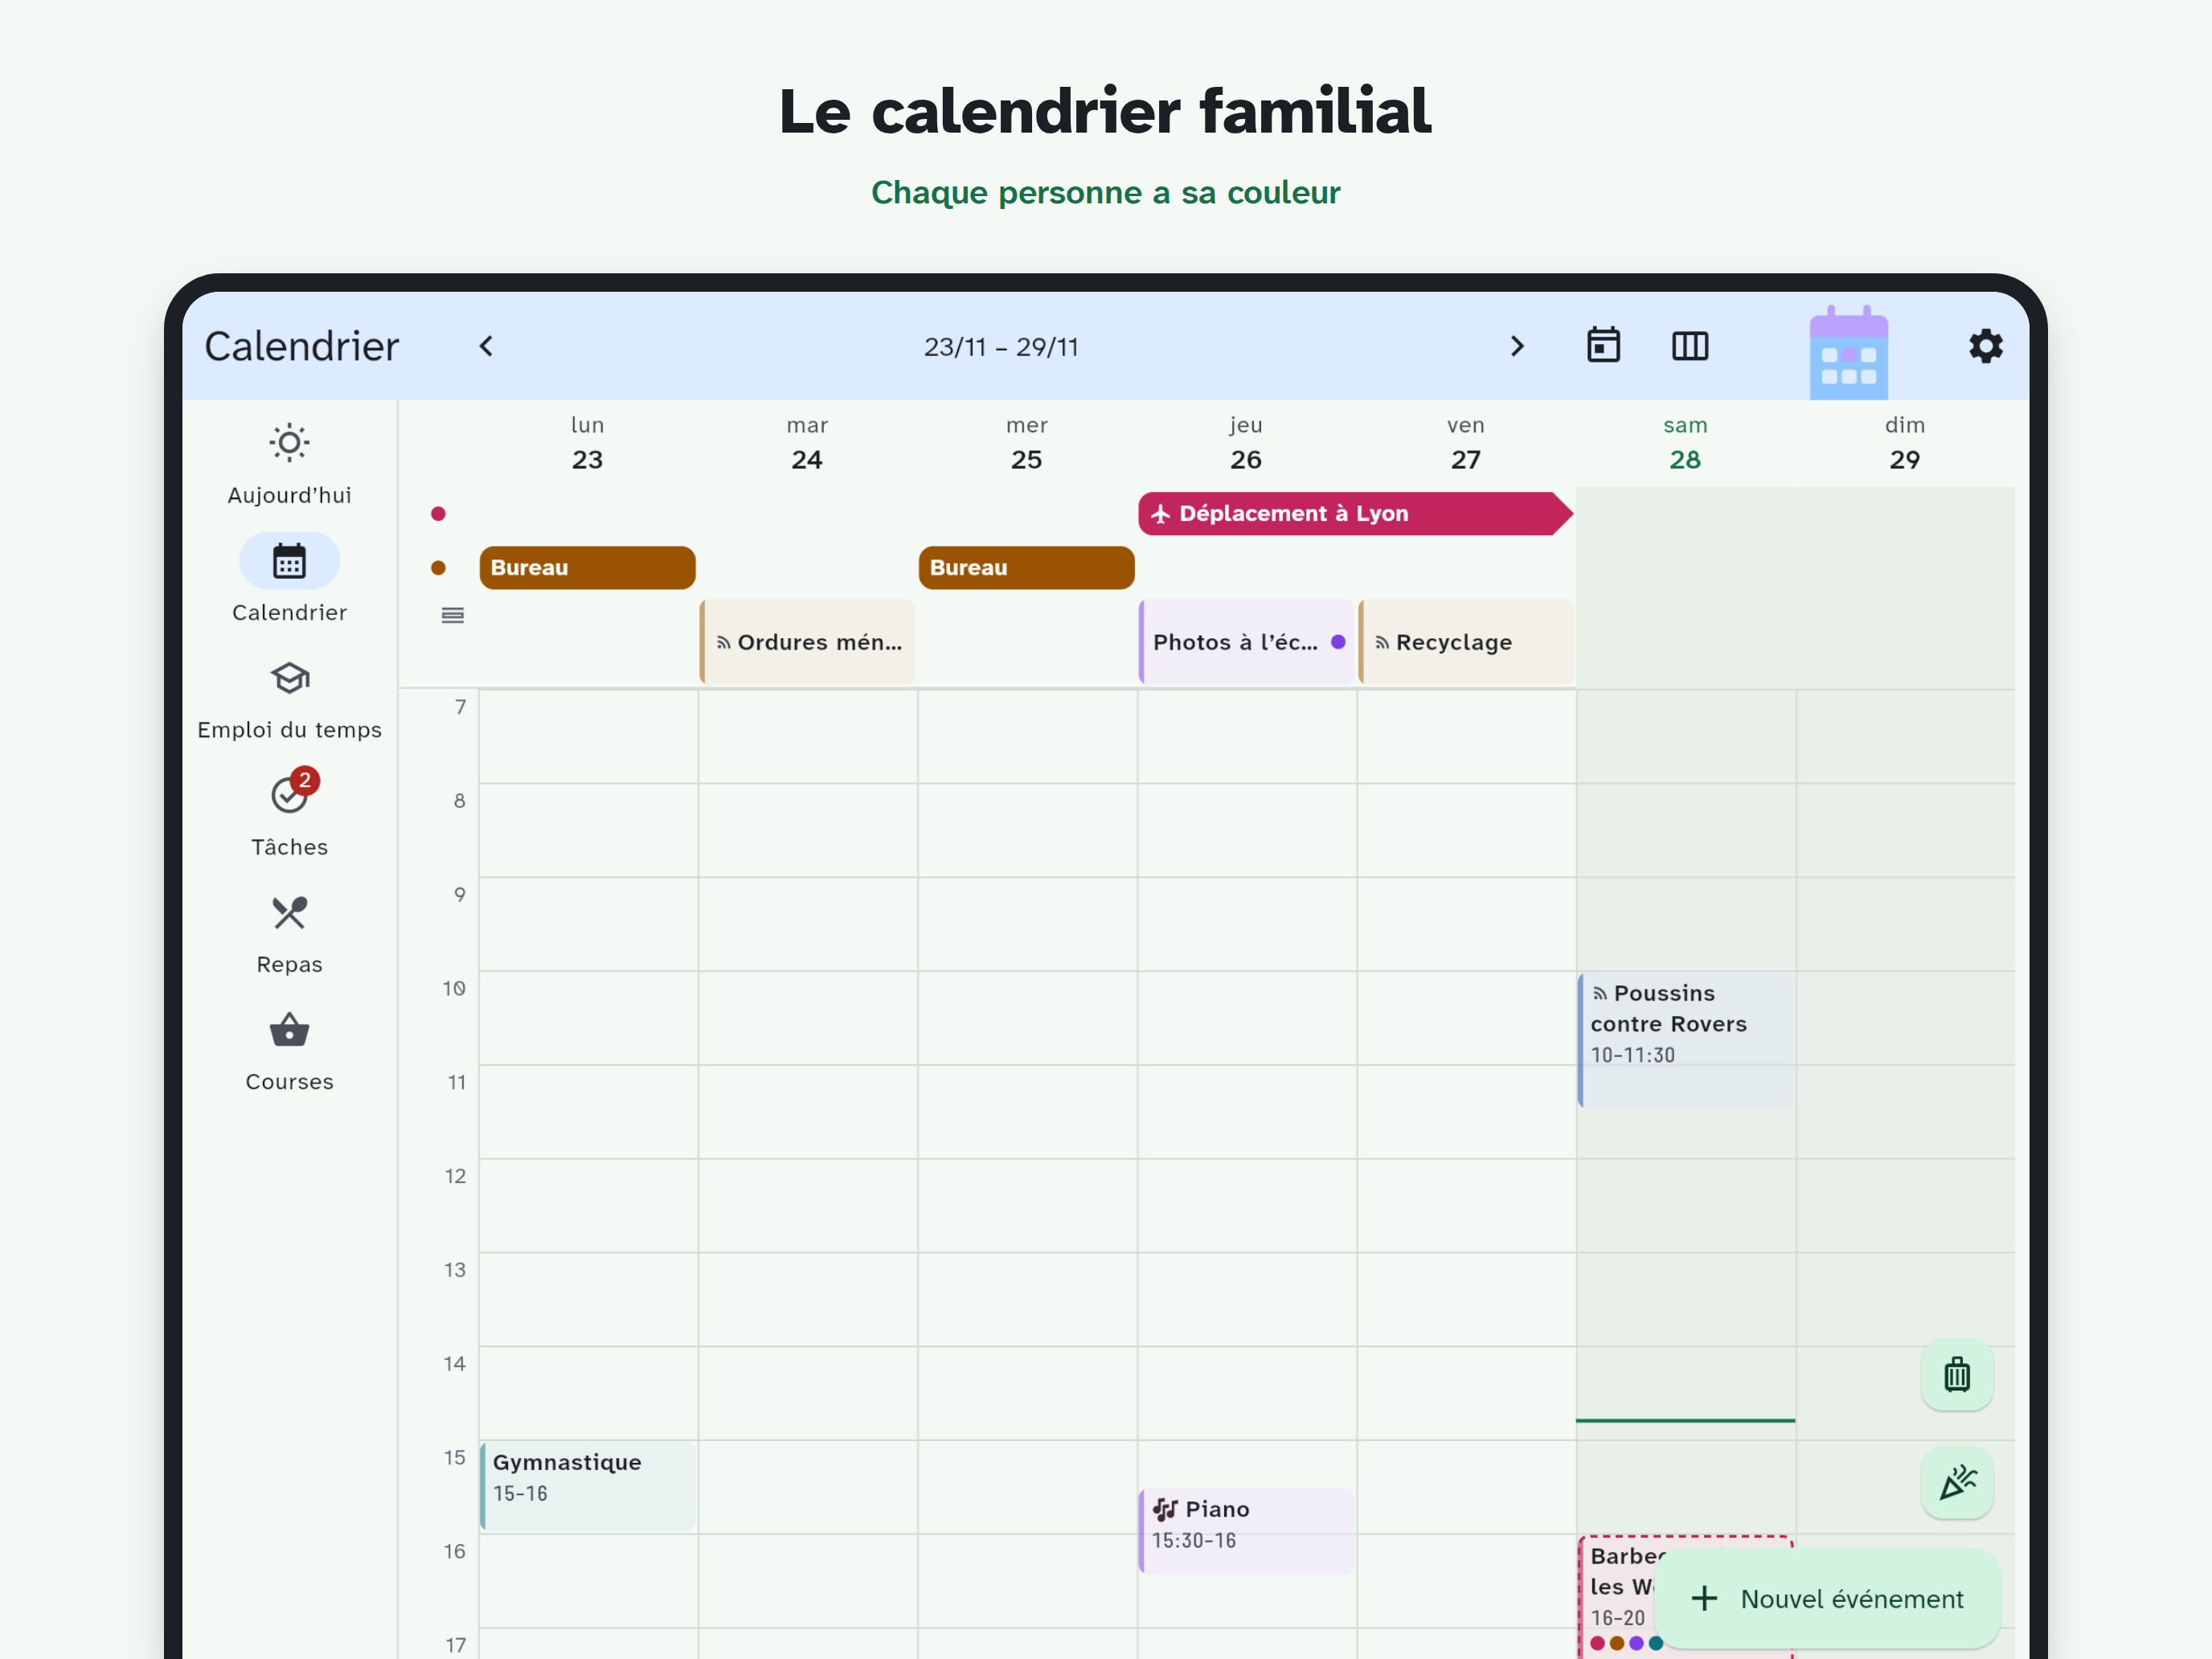 Le calendrier familial
Chaque personne a sa couleur
Calendrier
23/11 – 29/11
lun
23
mar
24
mer
25
jeu
26
ven
27
sam
28
dim
29
Aujourd’hui
Calendrier
Emploi du temps
2
Tâches
Repas
Courses
Déplacement à Lyon
Bureau
Bureau
Ordures mén...
Photos à l’éc...
Recyclage
7
8
9
10
11
12
13
14
15
16
17
Poussins
contre Rovers
10–11:30
Gymnastique
15–16
Piano
15:30–16
les
16–20
Nouvel événement